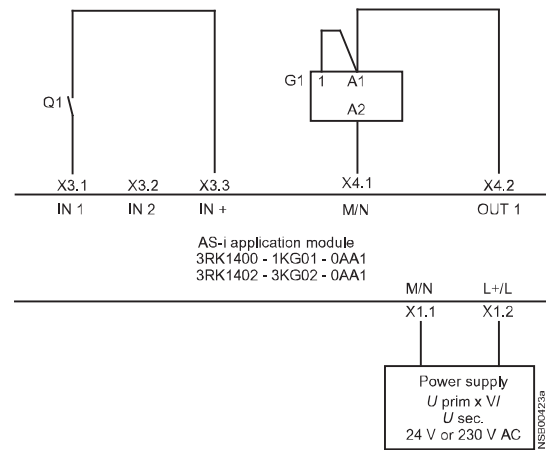 G1 1 A1
A2
Q1
X3.1 X3.2 X3.3 X4.1 X4.2
IN 1 IN 2 IN + M/N OUT 1
AS-i application module
3RK1400 - 1KG01 - 0AA1
3RK1402 - 3KG02 - 0AA1
M/N L+/L
X1.1 X1.2
Power supply
U prim x V/
U sec.
24 V or 230 V AC
NSB00423a